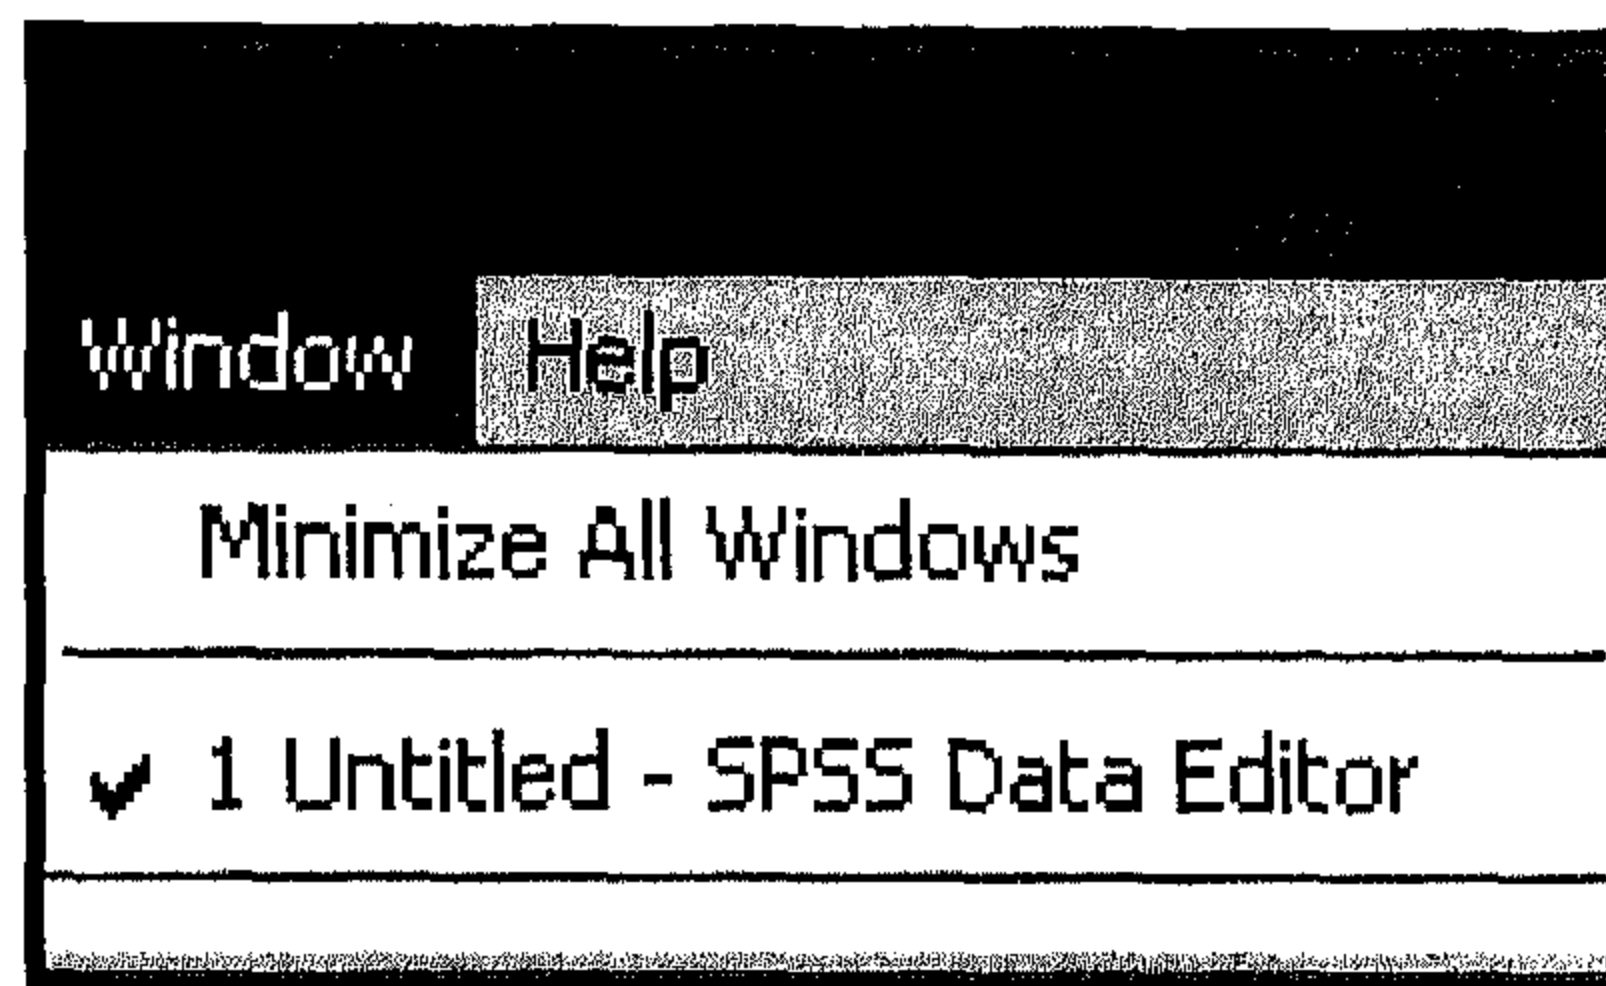 Window Help
Minimize All Windows
✔ 1 Untitled - SPSS Data Editor